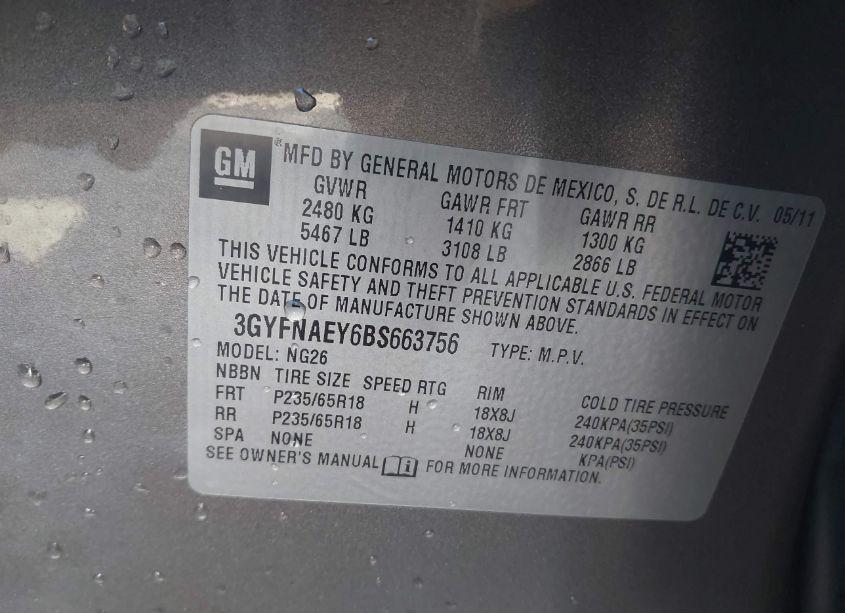 GM ® MFD BY GENERAL MOTORS DE MEXICO, S. DE R.L. DE C.V. 05/11
GVWR GAWR FRT GAWR RR
2480 KG 1410 KG 1300 KG
5467 LB 3108 LB 2866 LB
THIS VEHICLE CONFORMS TO ALL APPLICABLE U.S. FEDERAL MOTOR
VEHICLE SAFETY AND THEFT PREVENTION STANDARDS IN EFFECT ON
THE DATE OF MANUFACTURE SHOWN ABOVE.
3GYFNAEY6BS663756 TYPE: M.P.V.
MODEL: NG26
NBBN TIRE SIZE SPEED RTG RIM COLD TIRE PRESSURE
FRT P235/65R18 H 18X8J 240KPA(35PSI)
RR P235/65R18 H 18X8J 240KPA(35PSI)
SPA NONE NONE KPA(PSI)
SEE OWNER'S MANUAL FOR MORE INFORMATION.